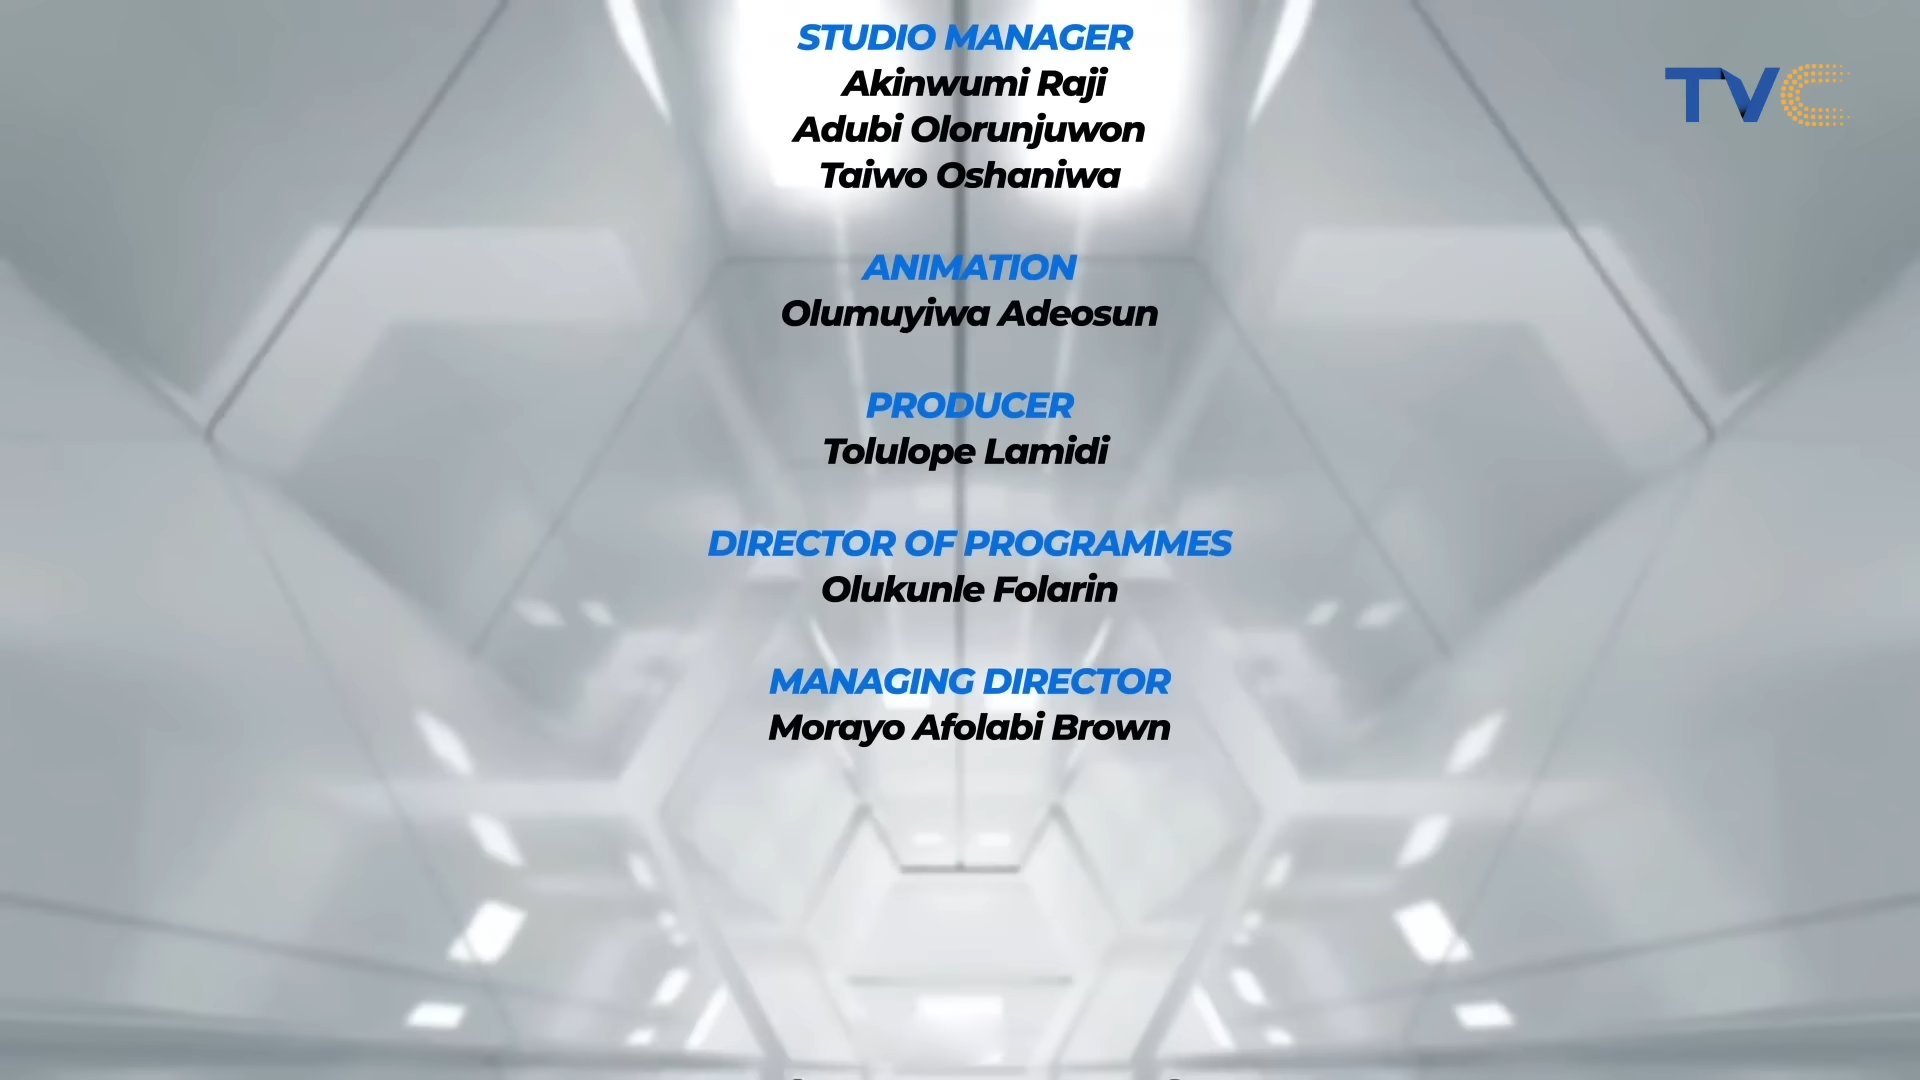 STUDIO MANAGER
Akinwumi Raji
Adubi Olorunjuwon
Taiwo Oshaniwa
ANIMATION
Olumuyiwa Adeosun
PRODUCER
Tolulope Lamidi
DIRECTOR OF PROGRAMMES
Olukunle Folarin
MANAGING DIRECTOR
Morayo Afolabi Brown
TVC